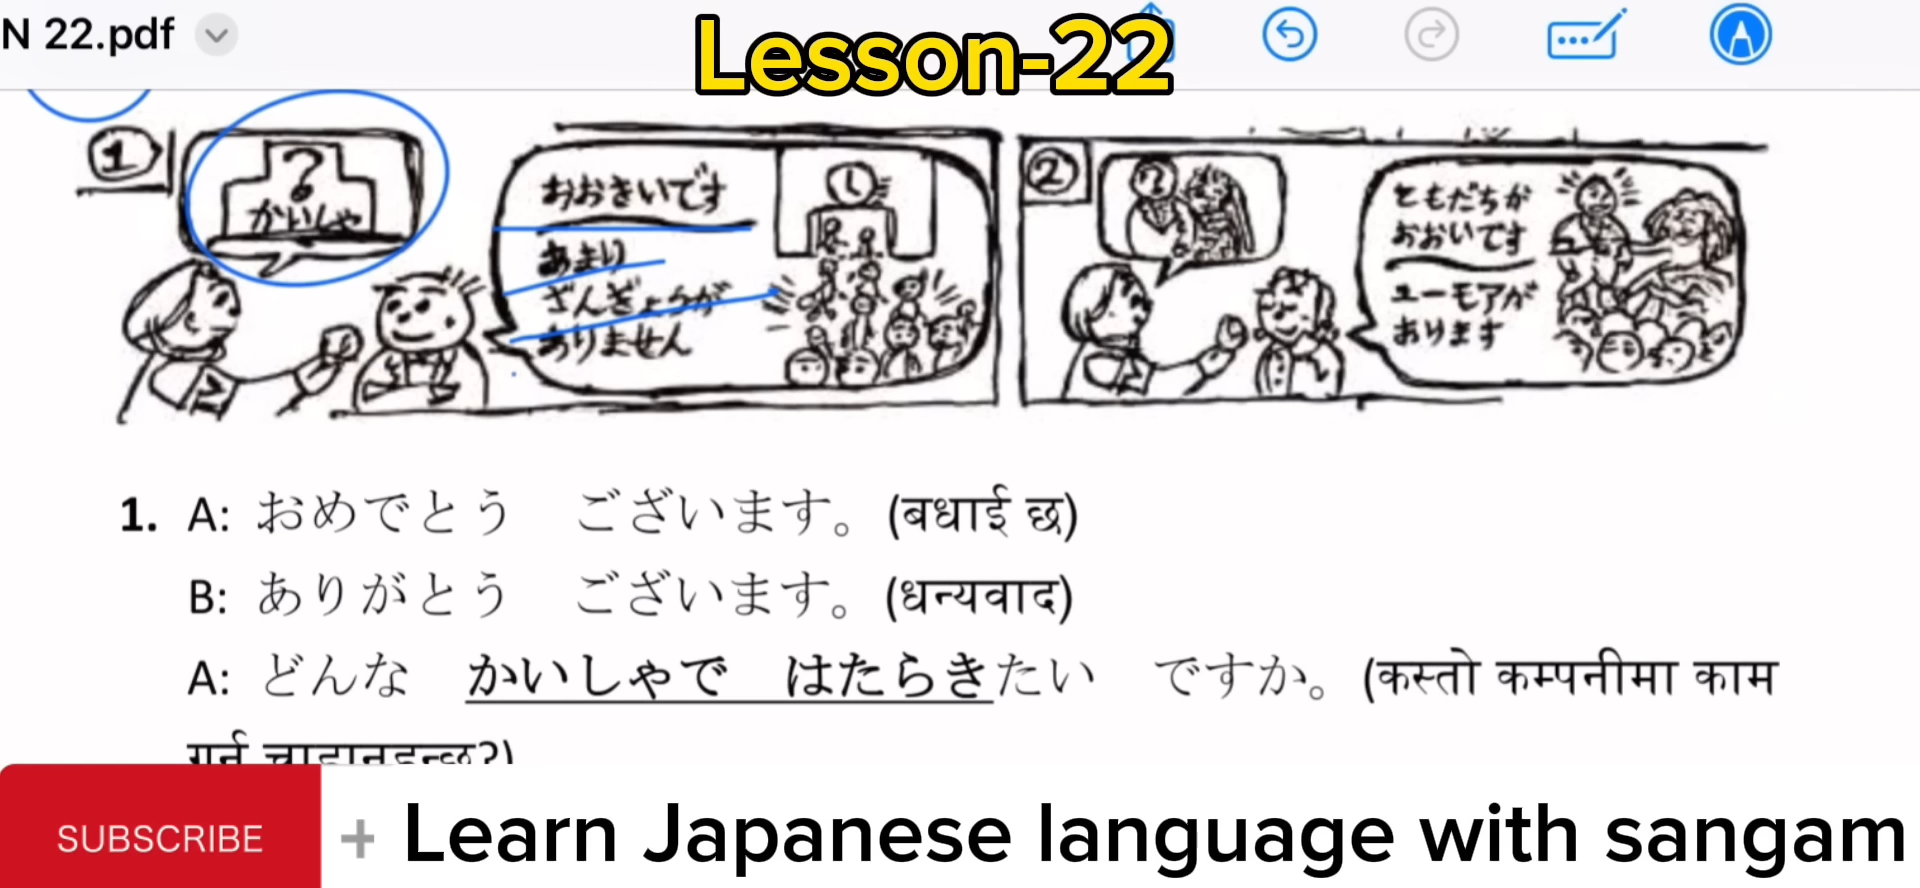 N 22.pdf
Lesson-22
1
?
かいしゃ
おおきいです
あまり
ざんぎょうが
ありません
2
?
ともだちが
おおいです
ユーモアが
あります
1. A: おめでとう ございます。(बधाई छ)
B: ありがとう ございます。(धन्यवाद)
A: どんな かいしゃで はたらきたい ですか。(कस्तो कम्पनीमा काम
गर्न चाहानुहुन्छ?)
SUBSCRIBE + Learn Japanese language with sangam